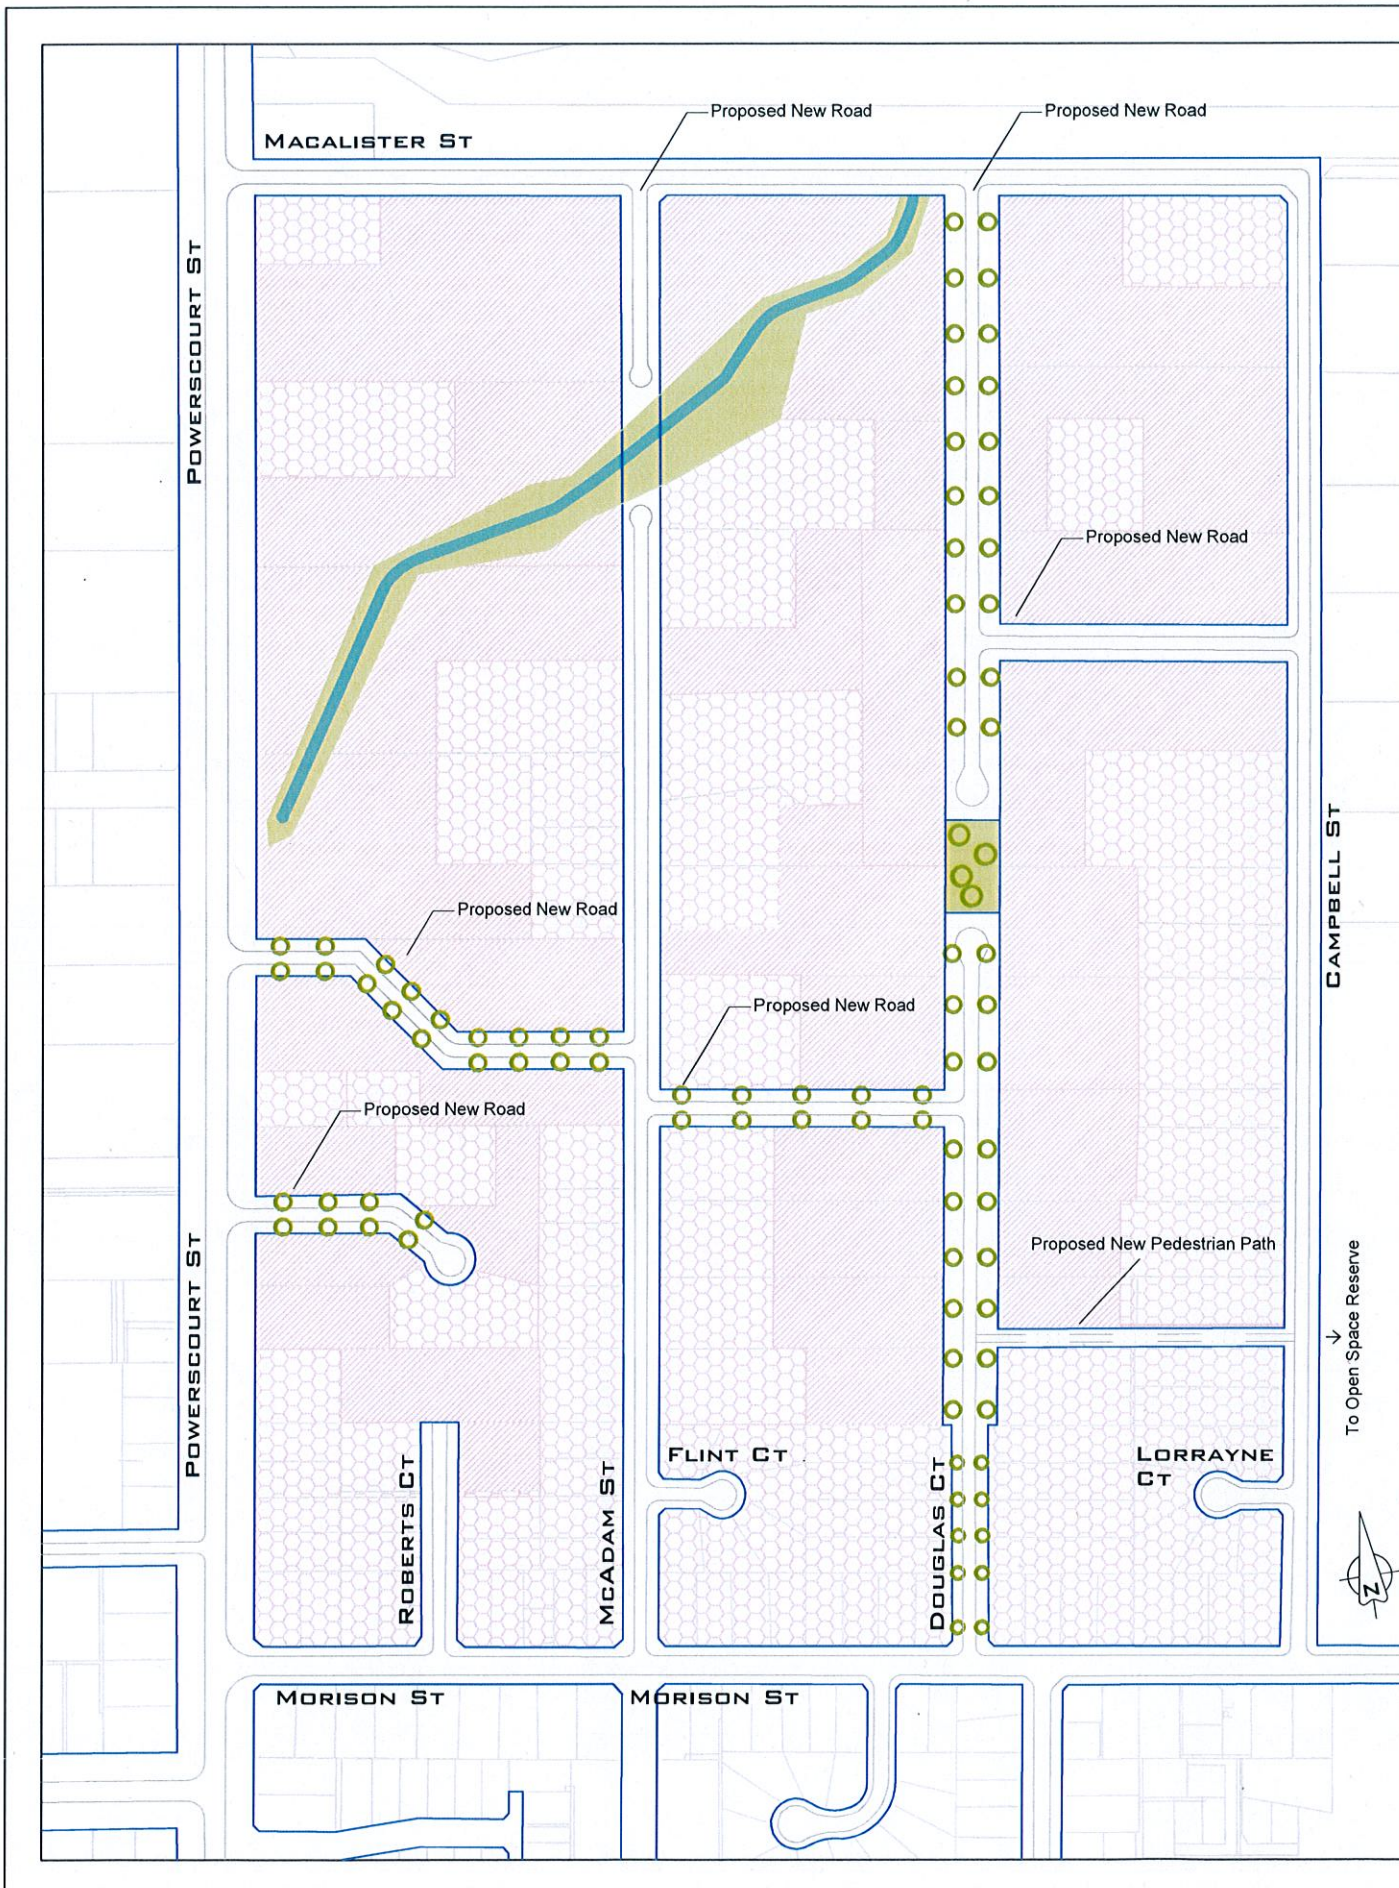 Proposed New Road
Proposed New Road
MACALISTER ST
POWERSCOURT ST
Proposed New Road
CAMPBELL ST
Proposed New Road
Proposed New Road
Proposed New Road
POWERSCOURT ST
Proposed New Pedestrian Path
To Open Space Reserve
ROBERTS CT
MCADAM ST
FLINT CT
DOUGLAS CT
LORRAYNE
CT
N
MORISON ST
MORISON ST